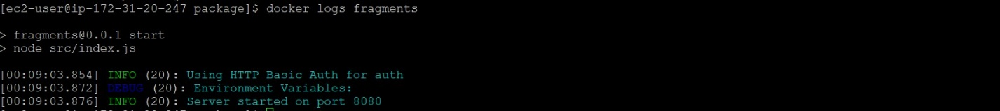 [ec2-user@ip-172-31-20-247 package]$ docker logs fragments
> fragments@0.0.1 start
> node src/index.js
[00:09:03.854] INFO (20): Using HTTP Basic Auth for auth
[00:09:03.872] DEBUG (20): Environment Variables:
[00:09:03.876] INFO (20): Server started on port 8080